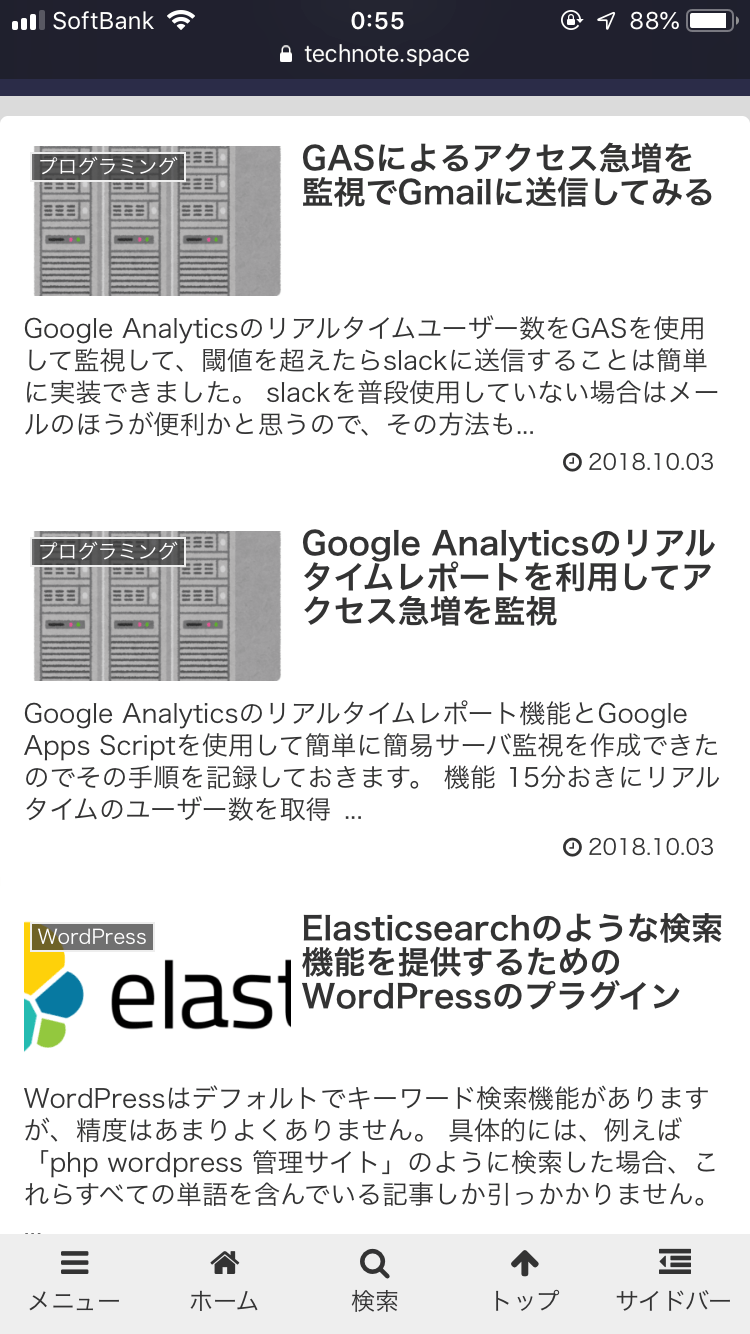 SoftBank 0:55 88%
technote.space
プログラミング
GASによるアクセス急増を
監視でGmailに送信してみる
Google Analyticsのリアルタイムユーザー数をGASを使用
して監視して、閾値を超えたらslackに送信することは簡単
に実装できました。 slackを普段使用していない場合はメー
ルのほうが便利かと思うので、その方法も...
2018.10.03
プログラミング
Google Analyticsのリアル
タイムレポートを利用してア
クセス急増を監視
Google Analyticsのリアルタイムレポート機能とGoogle
Apps Scriptを使用して簡単に簡易サーバ監視を作成できた
のでその手順を記録しておきます。 機能 15分おきにリアル
タイムのユーザー数を取得 ...
2018.10.03
WordPress
elast
Elasticsearchのような検索
機能を提供するための
WordPressのプラグイン
WordPressはデフォルトでキーワード検索機能があります
が、精度はあまりよくありません。 具体的には、例えば
「php wordpress 管理サイト」のように検索した場合、こ
れらすべての単語を含んでいる記事しか引っかかりません。
...
メニュー ホーム 検索 トップ サイドバー